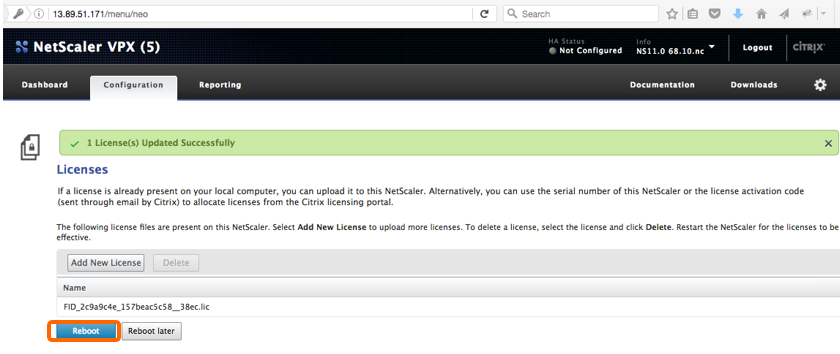 13.89.51.171/menu/neo
Search
NetScaler VPX (5)
HA Status
Not Configured
Info
NS11.0 68.10.nc
Logout
CITRIX
Dashboard
Configuration
Reporting
Documentation
Downloads
1 License(s) Updated Successfully
Licenses
If a license is already present on your local computer, you can upload it to this NetScaler. Alternatively, you can use the serial number of this NetScaler or the license activation code
(sent through email by Citrix) to allocate licenses from the Citrix licensing portal.
The following license files are present on this NetScaler. Select Add New License to upload more licenses. To delete a license, select the license and click Delete. Restart the NetScaler for the licenses to be
effective.
Add New License
Delete
Name
FID_2c9a9c4e_157beac5c58__38ec.lic
Reboot
Reboot later